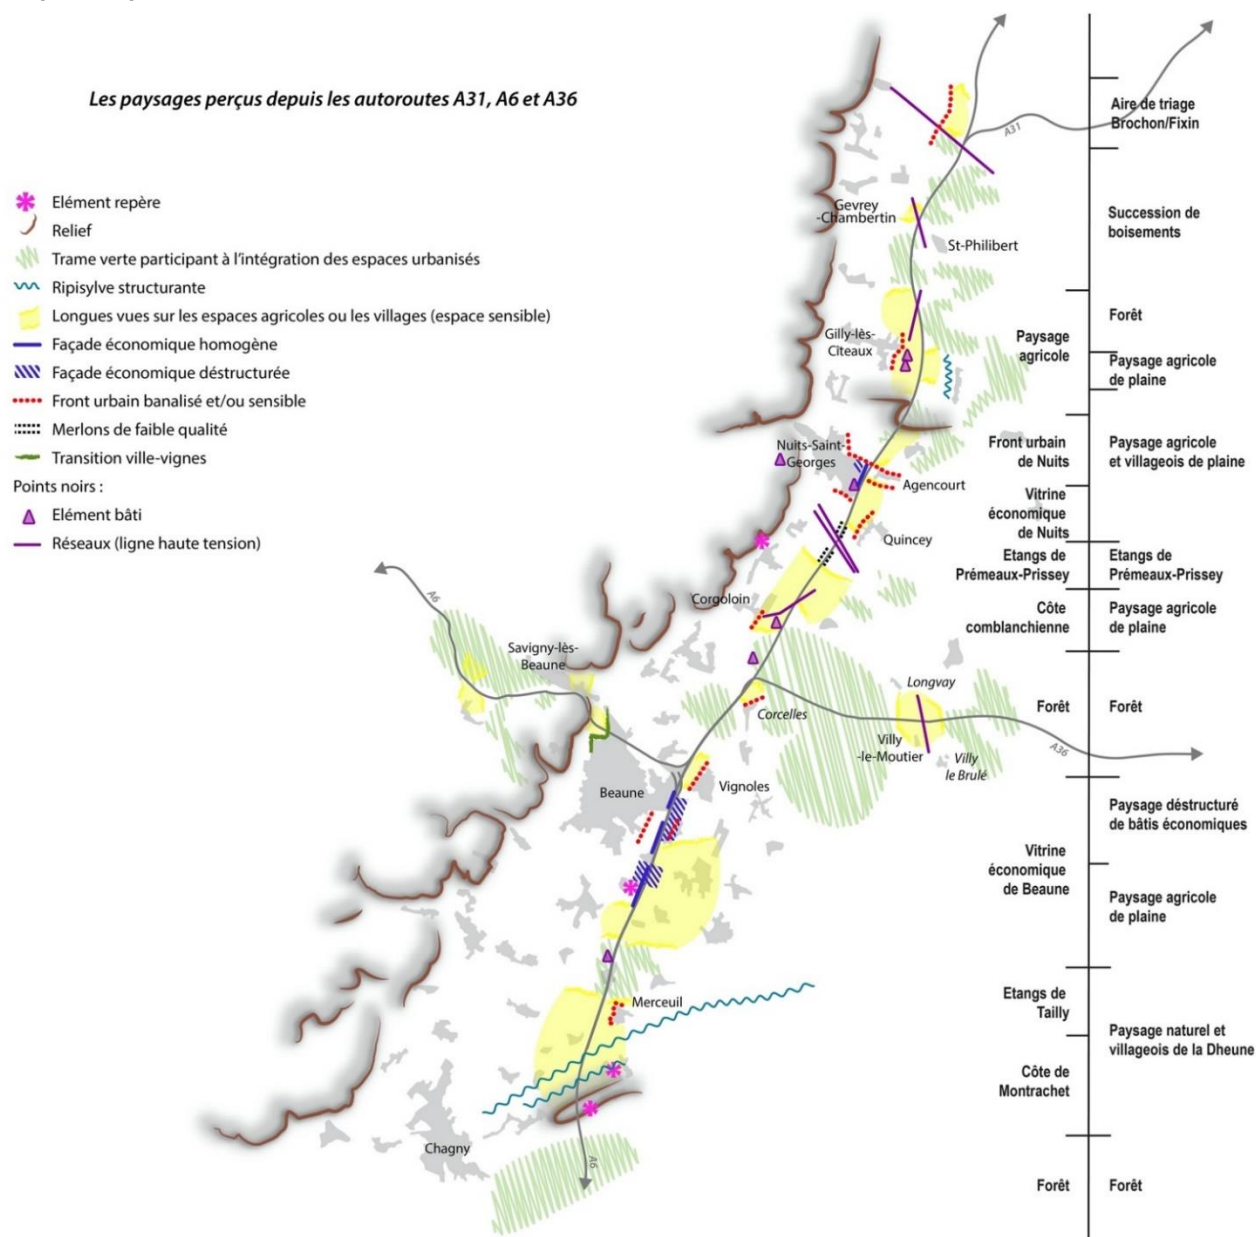 Les paysages perçus depuis les autoroutes A31, A6 et A36
Elément repère
Relief
Trame verte participant à l'intégration des espaces urbanisés
Ripisylve structurante
Longues vues sur les espaces agricoles ou les villages (espace sensible)
Façade économique homogène
Façade économique déstructurée
Front urbain banalisé et/ou sensible
Merlons de faible qualité
Transition ville-vignes
Points noirs :
Elément bâti
Réseaux (ligne haute tension)
A31
Gevrey
-Chambertin
St-Philibert
Gilly-lès-
Citeaux
Nuits-Saint-
Georges
Agencourt
Quincey
Corgoloin
A6
Savigny-lès-
Beaune
Longvay
Corcelles
Villy
-le-Moutier
Villy
le Brulé
A36
Beaune
Vignoles
Merceuil
Chagny
A6
Paysage
agricole
Front urbain
de Nuits
Vitrine
économique
de Nuits
Etangs de
Prémeaux-Prissey
Côte
comblanchienne
Forêt
Vitrine
économique
de Beaune
Etangs de
Tailly
Côte de
Montrachet
Forêt
Aire de triage
Brochon/Fixin
Succession de
boisements
Forêt
Paysage agricole
de plaine
Paysage agricole
et villageois de plaine
Etangs de
Prémeaux-Prissey
Paysage agricole
de plaine
Forêt
Paysage déstructuré
de bâtis économiques
Paysage agricole
de plaine
Paysage naturel et
villageois de la Dheune
Forêt